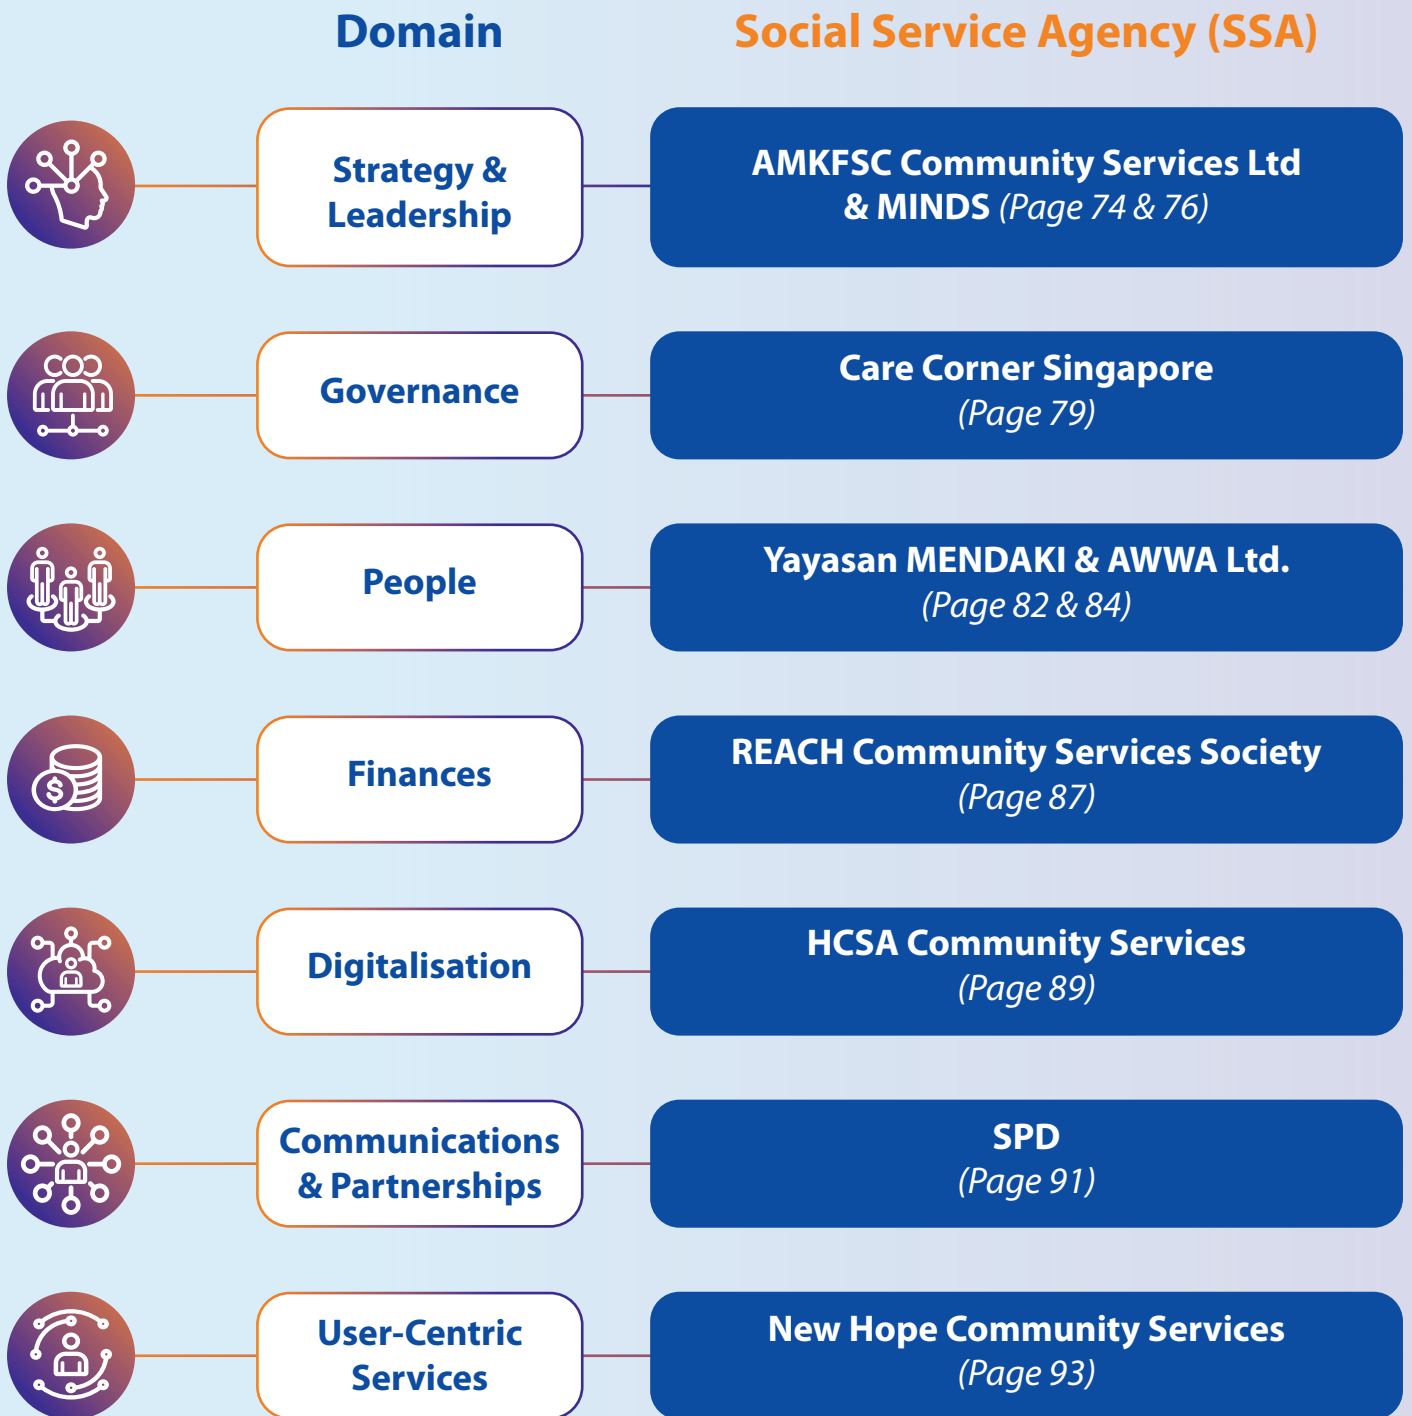 Domain
Social Service Agency (SSA)
Strategy &
Leadership
AMKFSC Community Services Ltd
& MINDS (Page 74 & 76)
Governance
Care Corner Singapore
(Page 79)
People
Yayasan MENDAKI & AWWA Ltd.
(Page 82 & 84)
Finances
$
REACH Community Services Society
(Page 87)
Digitalisation
HCSA Community Services
(Page 89)
Communications
& Partnerships
SPD
(Page 91)
User-Centric
Services
New Hope Community Services
(Page 93)